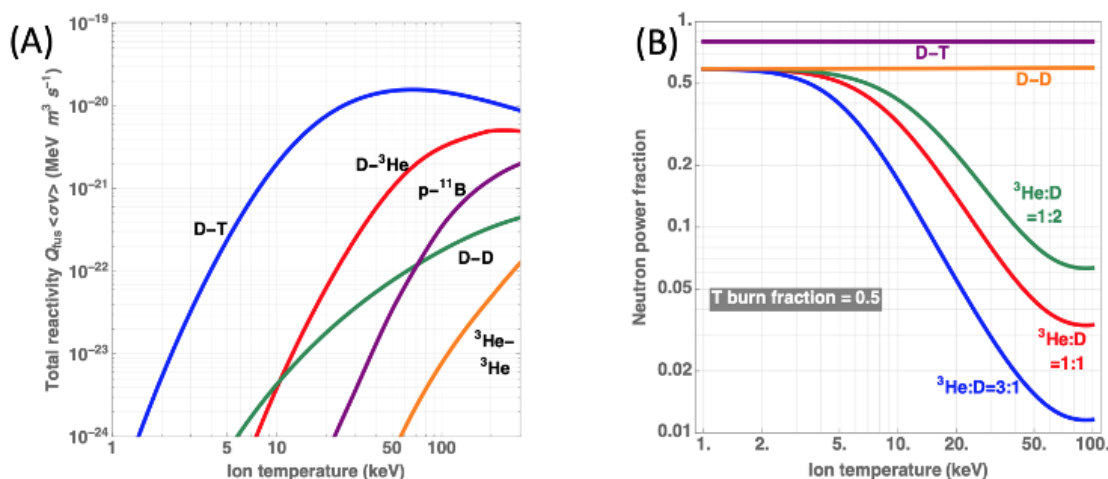 (A)
Total reactivity Q_fus <σv> (MeV m³ s⁻¹)
10⁻¹⁹
10⁻²⁰
10⁻²¹
10⁻²²
10⁻²³
10⁻²⁴
D-T
D-³He
p-¹¹B
D-D
³He-
³He
1
5
10
50
100
Ion temperature (keV)
(B)
Neutron power fraction
1.
0.5
0.2
0.1
0.05
0.02
0.01
D-T
D-D
³He:D
=1:2
T burn fraction = 0.5
³He:D
=1:1
³He:D=3:1
1.
2.
5.
10.
20.
50.
100.
Ion temperature (keV)